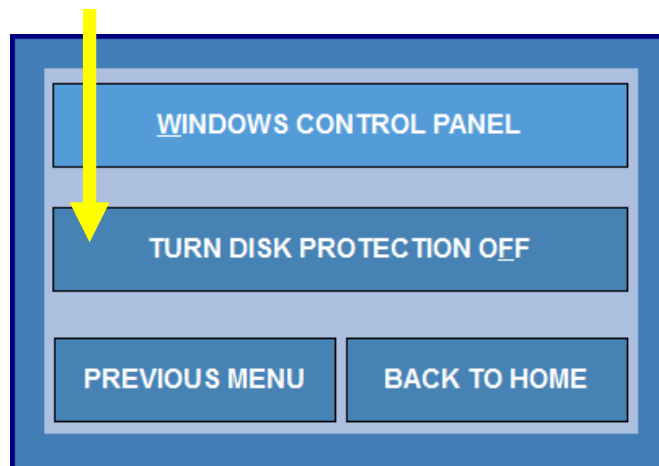 WINDOWS CONTROL PANEL
TURN DISK PROTECTION OFF
PREVIOUS MENU
BACK TO HOME